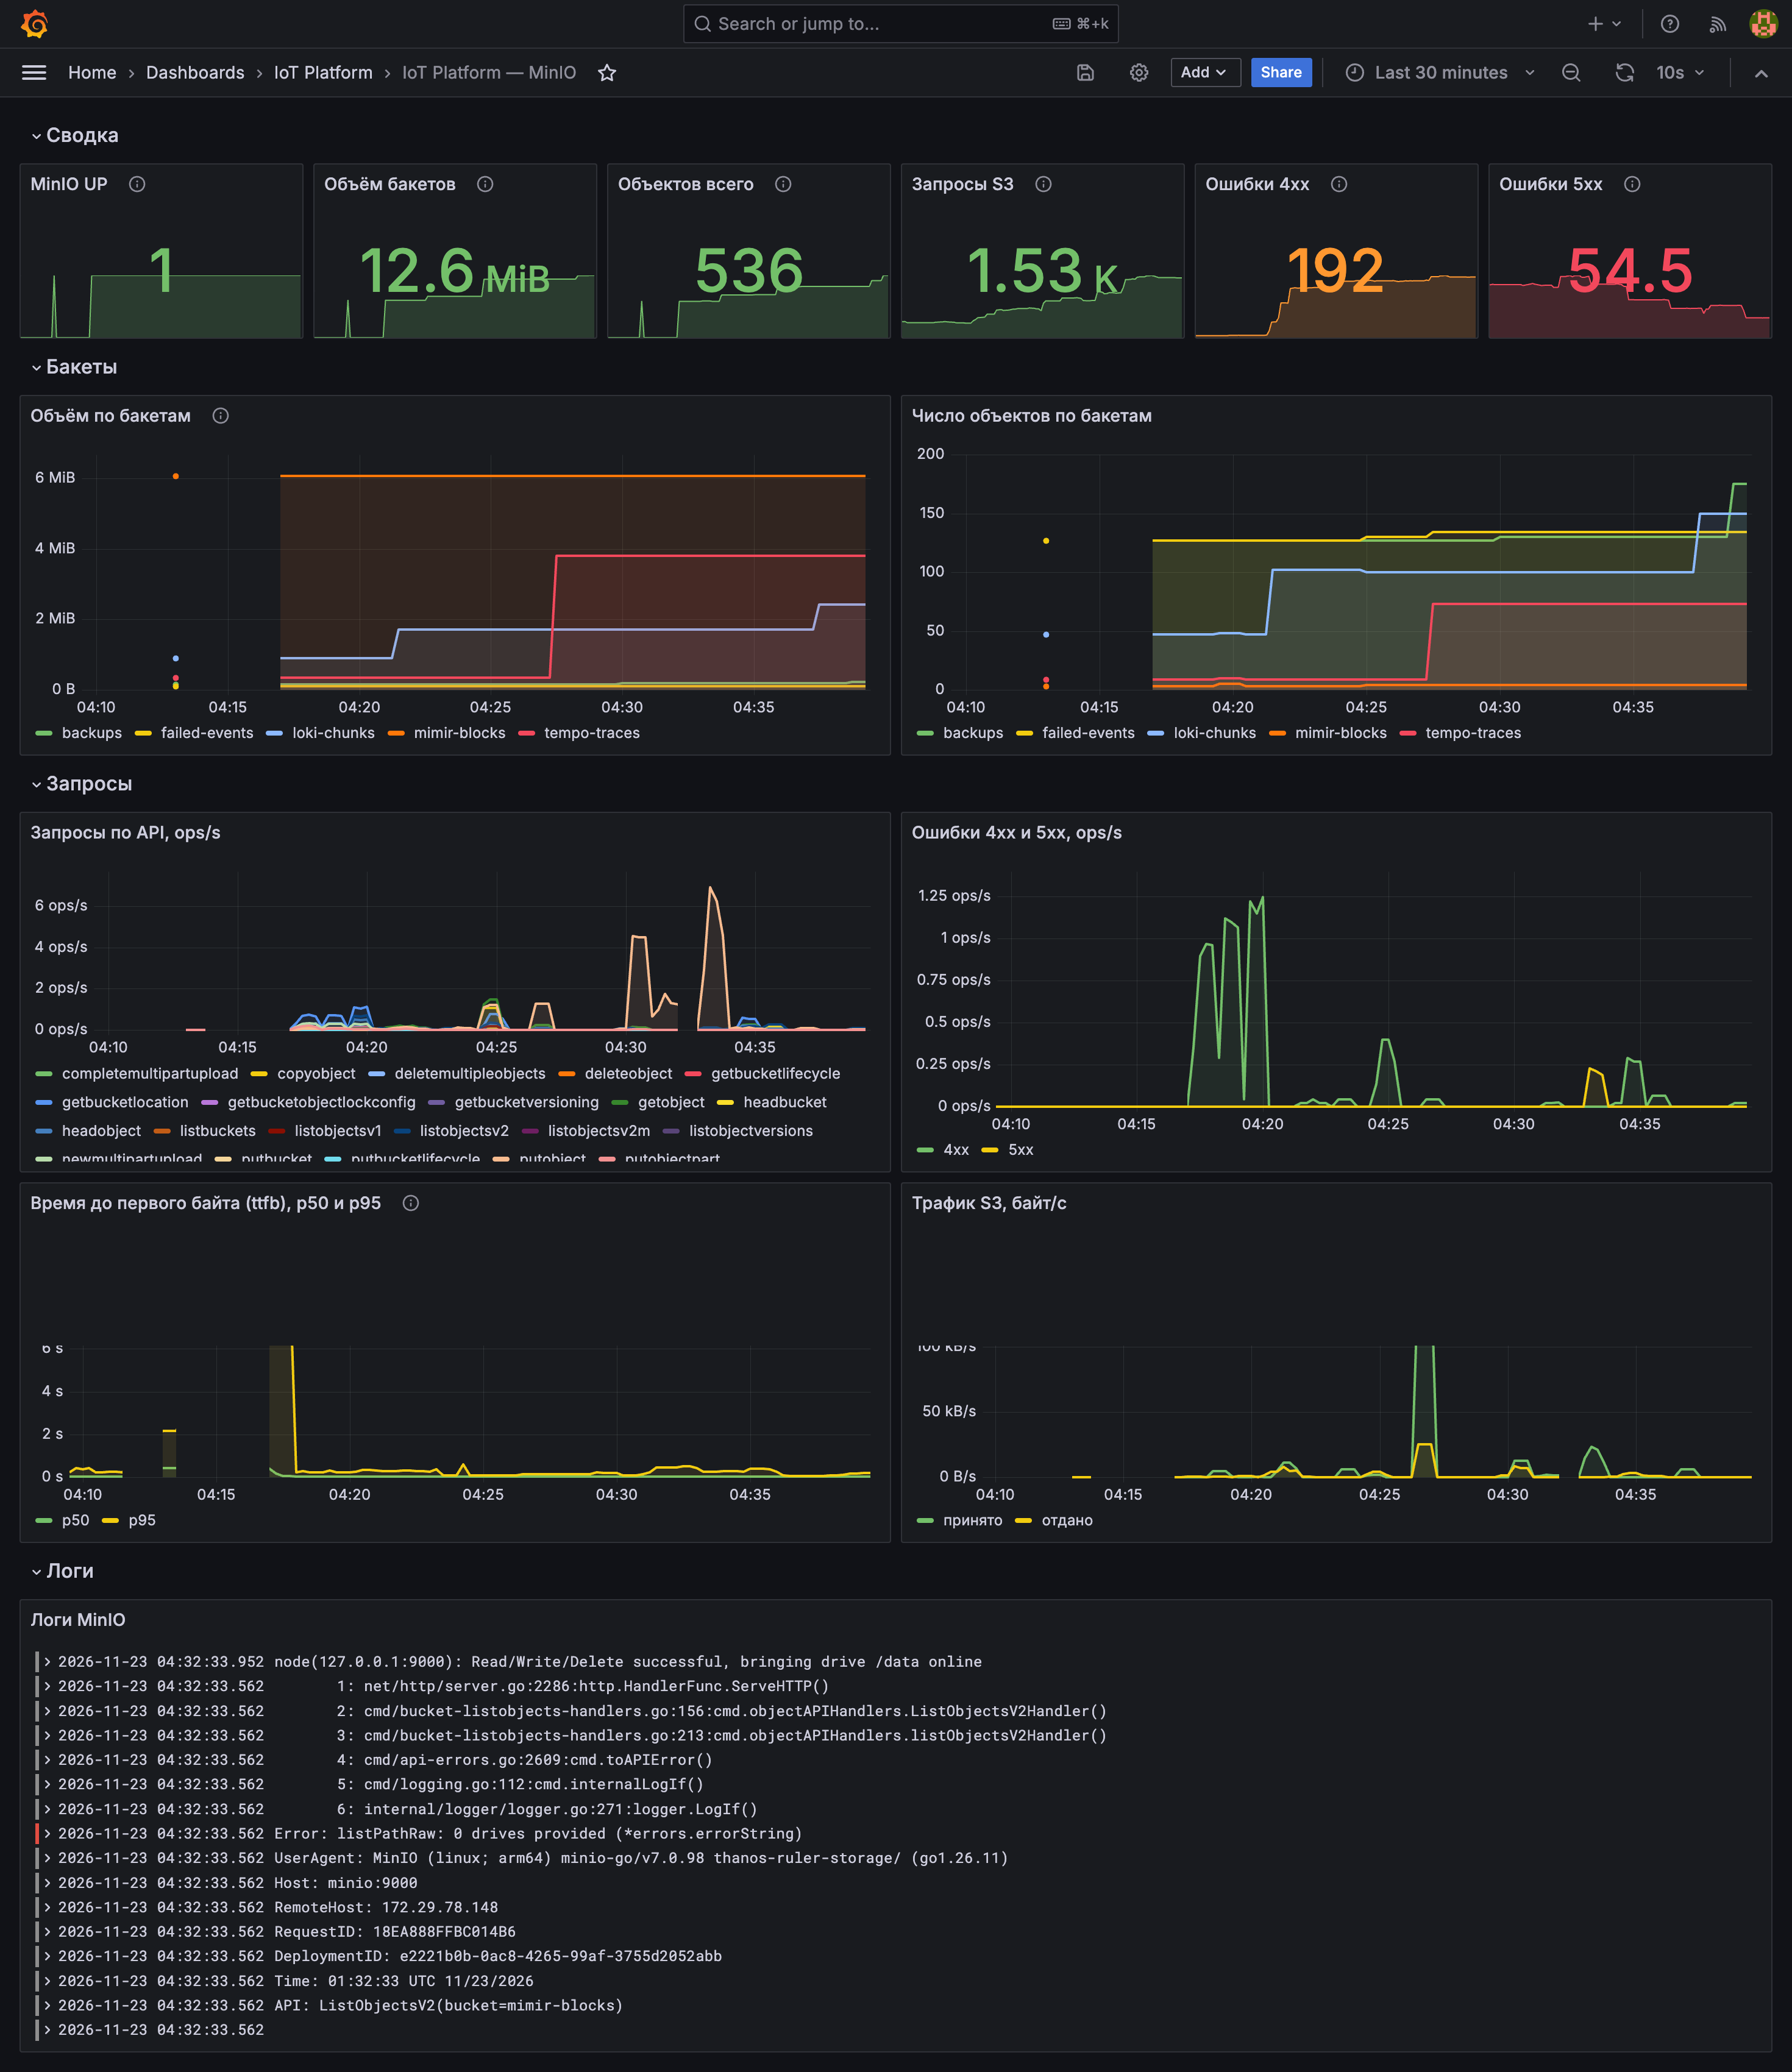 Search or jump to... ⌘+k
Home › Dashboards › IoT Platform › IoT Platform — MinIO
Add Share Last 30 minutes 10s
Сводка
MinIO UP
1
Объём бакетов
12.6 MiB
Объектов всего
536
Запросы S3
1.53 K
Ошибки 4xx
192
Ошибки 5xx
54.5
Бакеты
Объём по бакетам
6 MiB
4 MiB
2 MiB
0 B
04:10 04:15 04:20 04:25 04:30 04:35
backups failed-events loki-chunks mimir-blocks tempo-traces
Число объектов по бакетам
200
150
100
50
0
04:10 04:15 04:20 04:25 04:30 04:35
backups failed-events loki-chunks mimir-blocks tempo-traces
Запросы
Запросы по API, ops/s
6 ops/s
4 ops/s
2 ops/s
0 ops/s
04:10 04:15 04:20 04:25 04:30 04:35
completemultipartupload copyobject deletemultipleobjects deleteobject getbucketlifecycle
getbucketlocation getbucketobjectlockconfig getbucketversioning getobject headbucket
headobject listbuckets listobjectsv1 listobjectsv2 listobjectsv2m listobjectversions
newmultipartupload putbucket putbucketlifecycle putobject putobjectpart
Ошибки 4xx и 5xx, ops/s
1.25 ops/s
1 ops/s
0.75 ops/s
0.5 ops/s
0.25 ops/s
0 ops/s
04:10 04:15 04:20 04:25 04:30 04:35
4xx 5xx
Время до первого байта (ttfb), p50 и p95
6 s
4 s
2 s
0 s
04:10 04:15 04:20 04:25 04:30 04:35
p50 p95
Трафик S3, байт/с
100 kB/s
50 kB/s
0 B/s
04:10 04:15 04:20 04:25 04:30 04:35
принято отдано
Логи
Логи MinIO
2026-11-23 04:32:33.952 node(127.0.0.1:9000): Read/Write/Delete successful, bringing drive /data online
2026-11-23 04:32:33.562 1: net/http/server.go:2286:http.HandlerFunc.ServeHTTP()
2026-11-23 04:32:33.562 2: cmd/bucket-listobjects-handlers.go:156:cmd.objectAPIHandlers.ListObjectsV2Handler()
2026-11-23 04:32:33.562 3: cmd/bucket-listobjects-handlers.go:213:cmd.objectAPIHandlers.listObjectsV2Handler()
2026-11-23 04:32:33.562 4: cmd/api-errors.go:2609:cmd.toAPIError()
2026-11-23 04:32:33.562 5: cmd/logging.go:112:cmd.internalLogIf()
2026-11-23 04:32:33.562 6: internal/logger/logger.go:271:logger.LogIf()
2026-11-23 04:32:33.562 Error: listPathRaw: 0 drives provided (*errors.errorString)
2026-11-23 04:32:33.562 UserAgent: MinIO (linux; arm64) minio-go/v7.0.98 thanos-ruler-storage/ (go1.26.11)
2026-11-23 04:32:33.562 Host: minio:9000
2026-11-23 04:32:33.562 RemoteHost: 172.29.78.148
2026-11-23 04:32:33.562 RequestID: 18EA888FFBC014B6
2026-11-23 04:32:33.562 DeploymentID: e2221b0b-0ac8-4265-99af-3755d2052abb
2026-11-23 04:32:33.562 Time: 01:32:33 UTC 11/23/2026
2026-11-23 04:32:33.562 API: ListObjectsV2(bucket=mimir-blocks)
2026-11-23 04:32:33.562